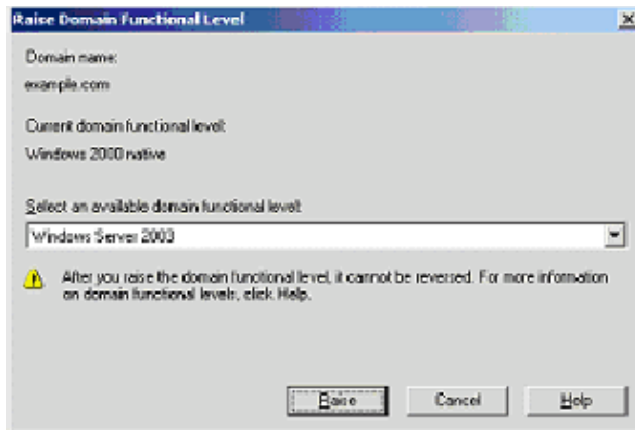 Raise Domain Functional Level
Domain name:
example.com
Current domain functional level:
Windows 2000 native
Select an available domain functional level:
Windows Server 2003
After you raise the domain functional level, it cannot be reversed. For more information
on domain functional levels, click Help.
Raise
Cancel
Help